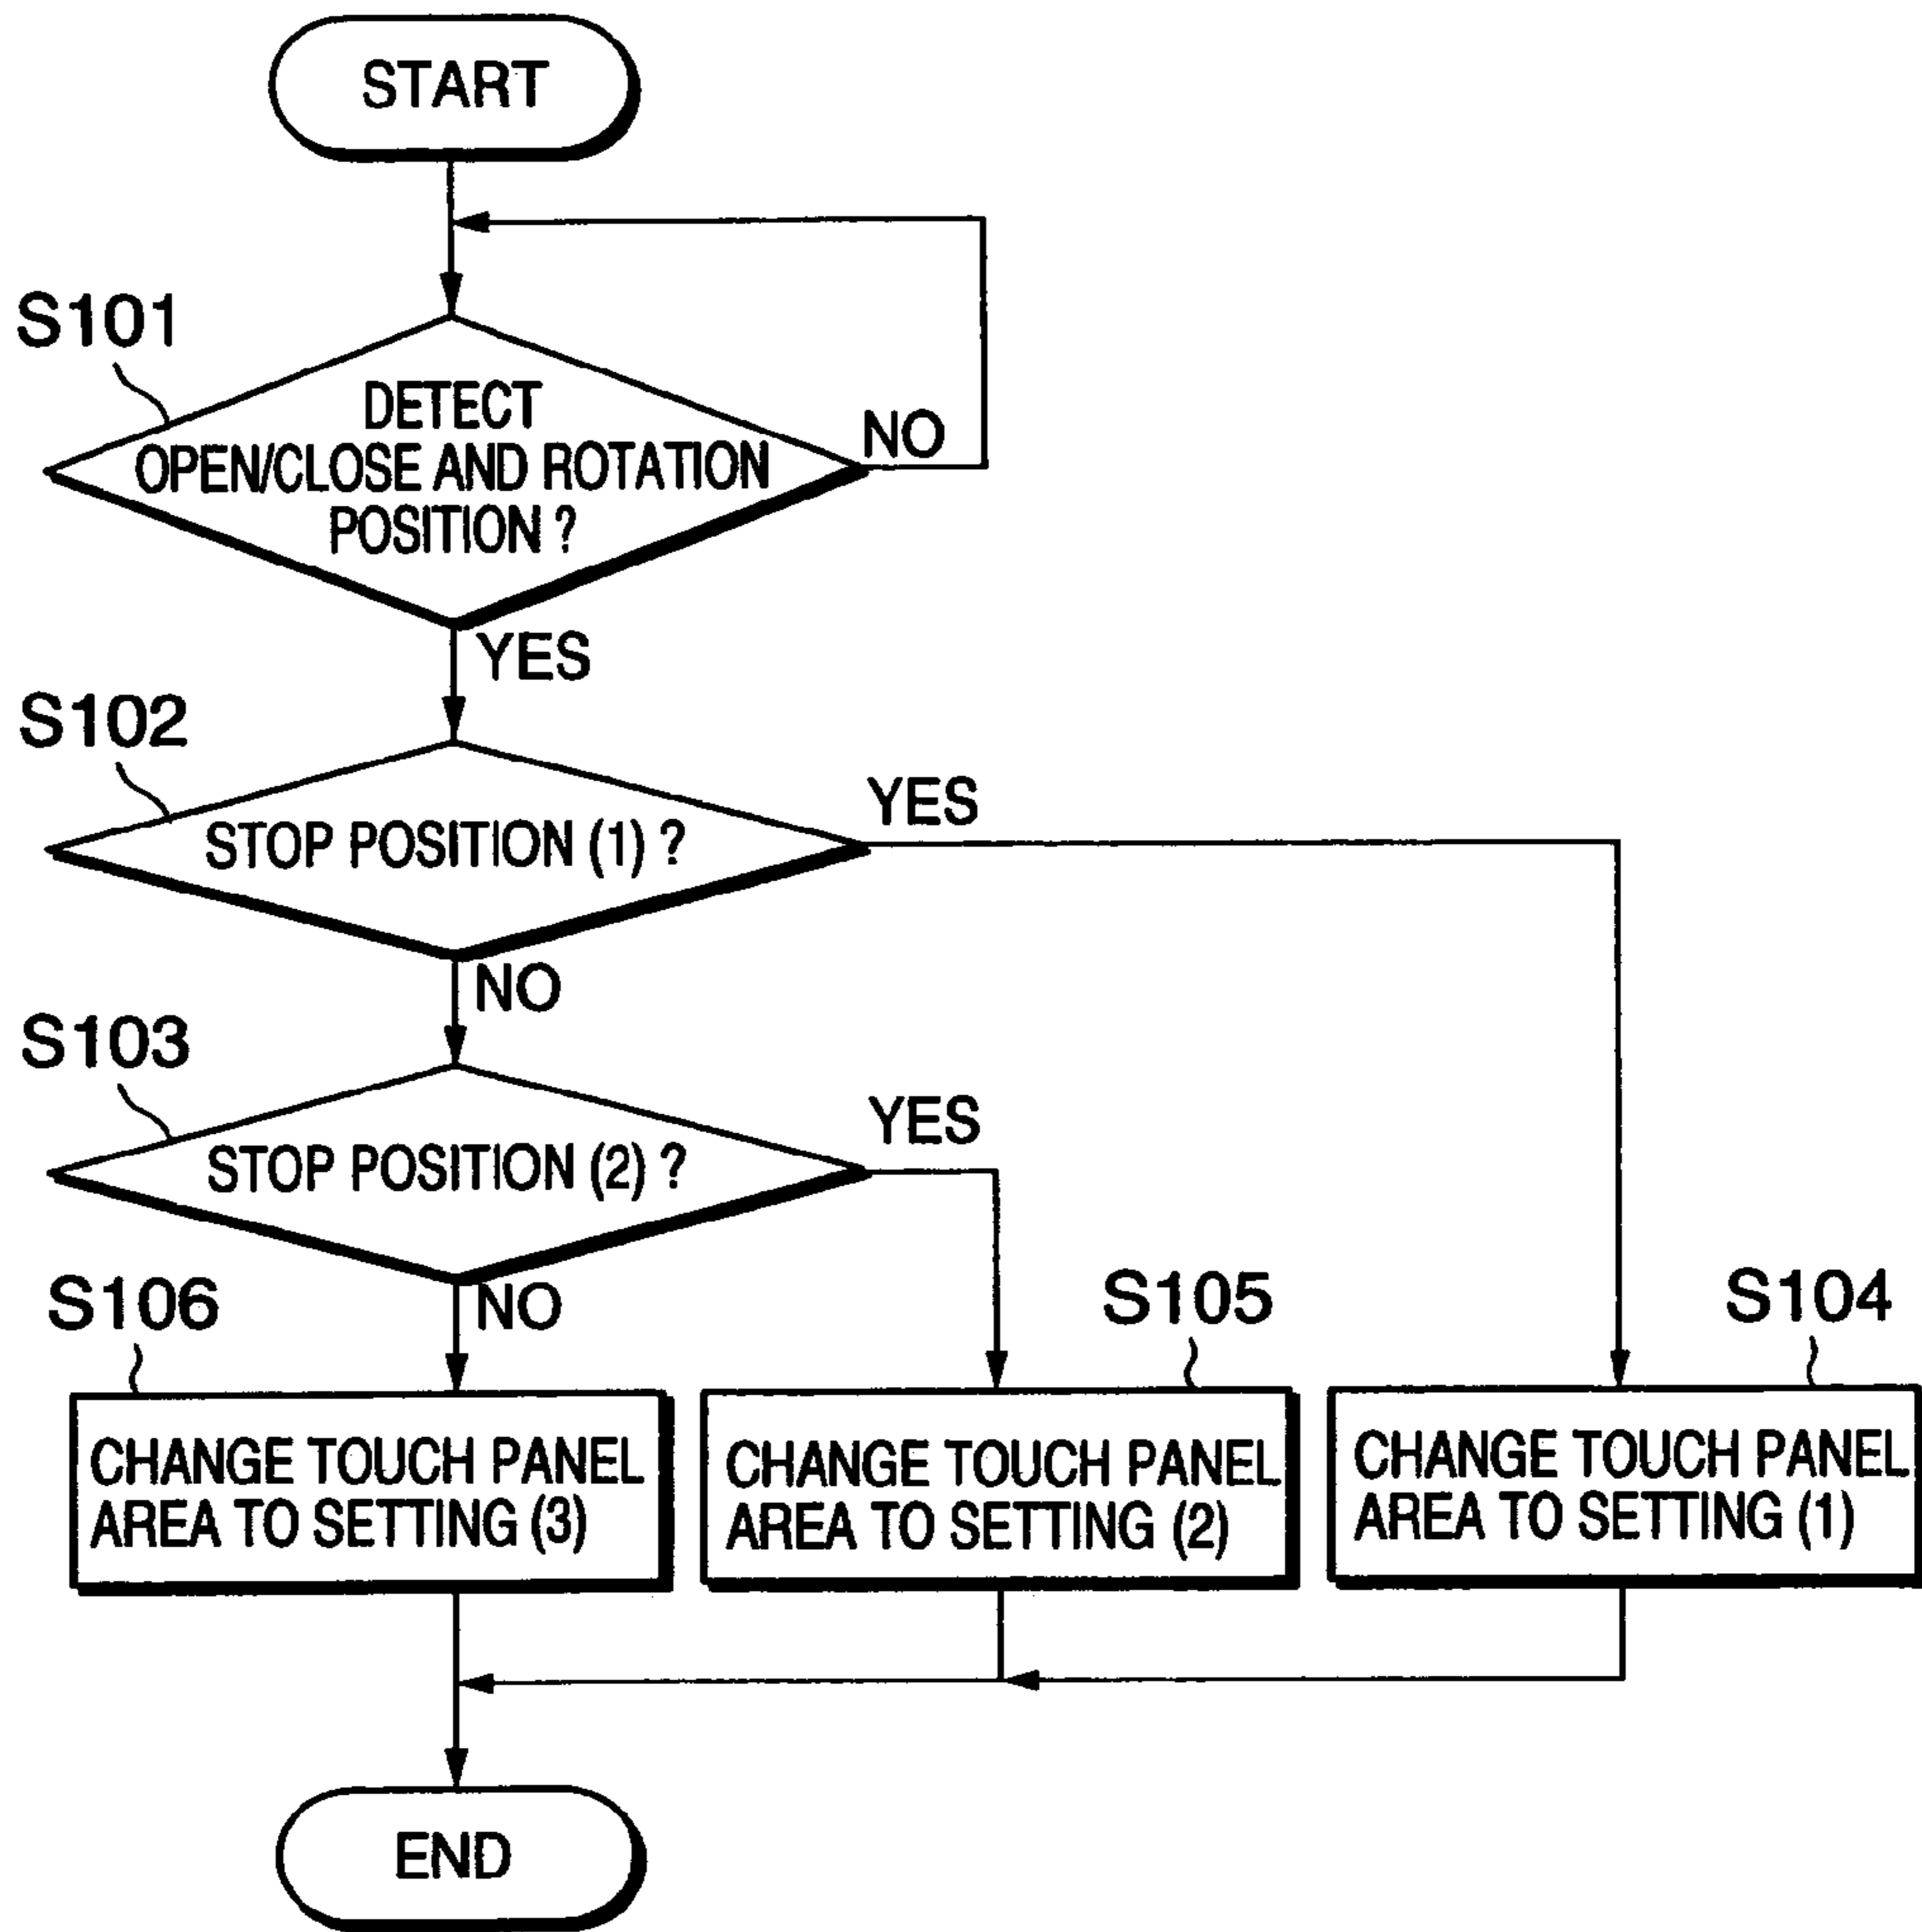 START
S101
DETECT
OPEN/CLOSE AND ROTATION
POSITION ?
NO
YES
S102
STOP POSITION (1) ?
YES
NO
S103
STOP POSITION (2) ?
YES
NO
S106
CHANGE TOUCH PANEL
AREA TO SETTING (3)
S105
CHANGE TOUCH PANEL
AREA TO SETTING (2)
S104
CHANGE TOUCH PANEL
AREA TO SETTING (1)
END